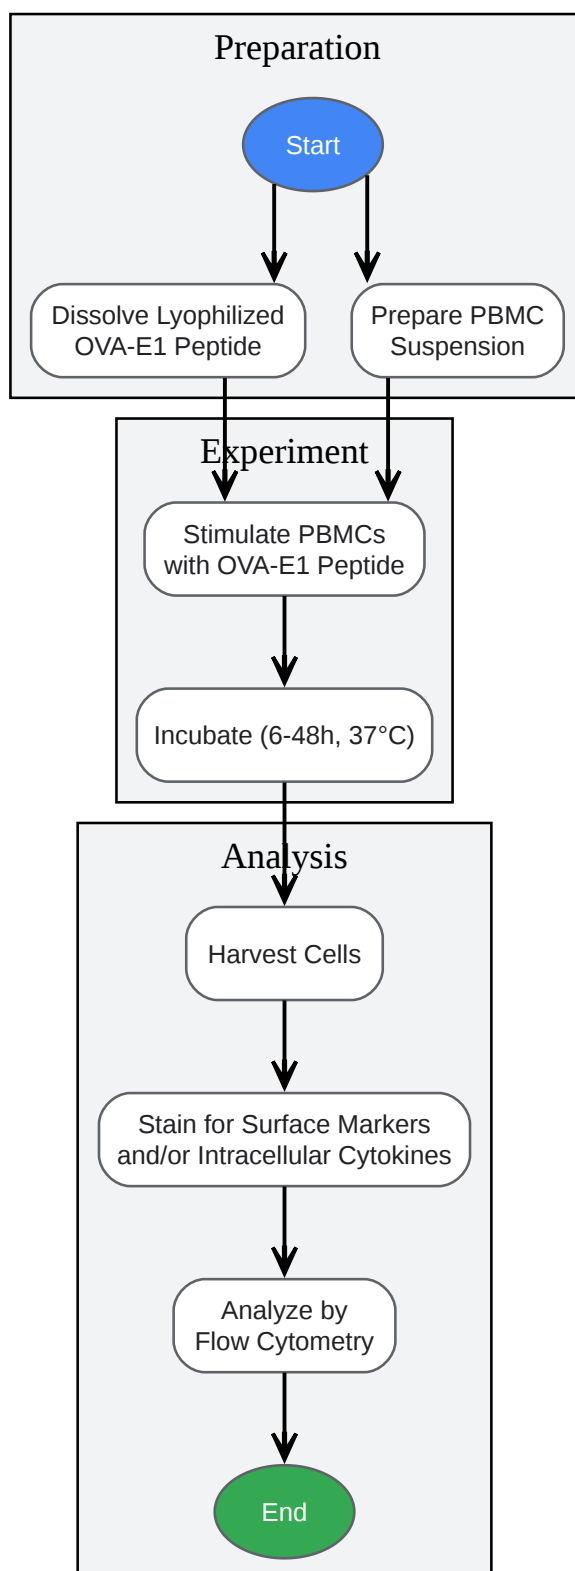 Preparation
Start
Dissolve Lyophilized
OVA-E1 Peptide
Prepare PBMC
Suspension
Experiment
Stimulate PBMCs
with OVA-E1 Peptide
Incubate (6-48h, 37°C)
Analysis
Harvest Cells
Stain for Surface Markers
and/or Intracellular Cytokines
Analyze by
Flow Cytometry
End